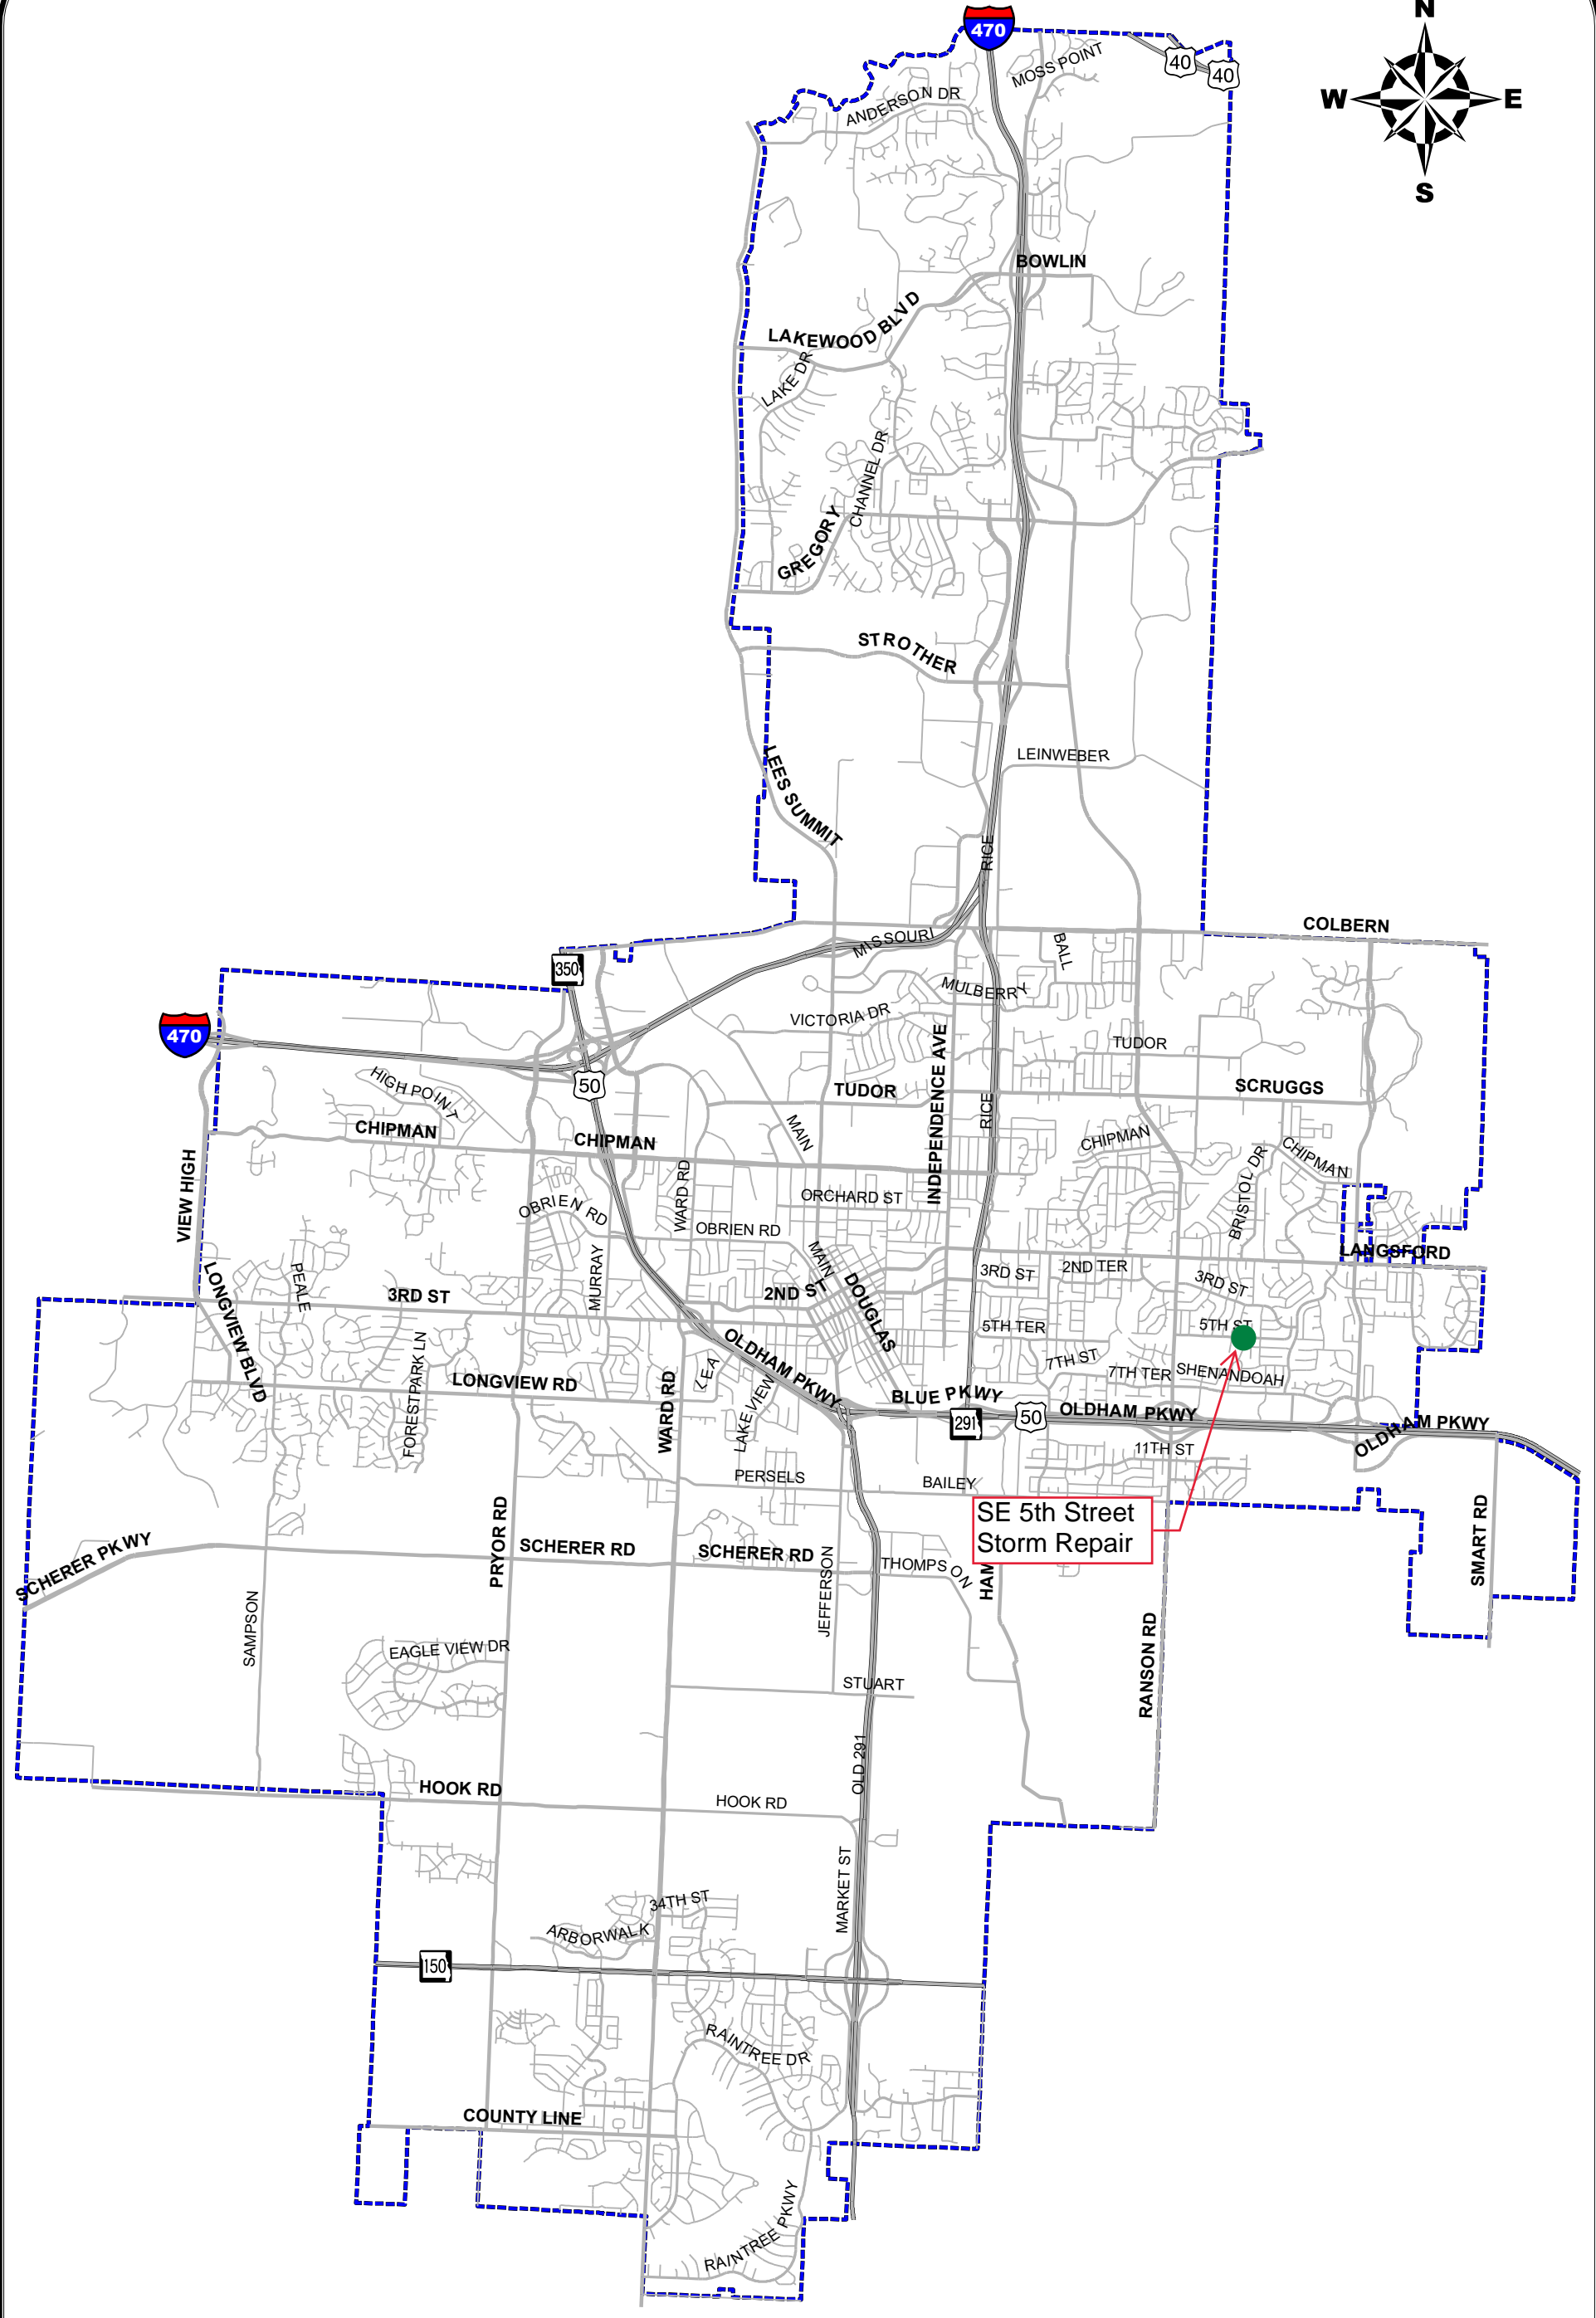 N
470
MOSS POINT
40
40
W
E
ANDERSON DR
S
BOWLIN
LAKEWOOD BLVD
LAKE DR
CHANNEL DR
GREGORY
STROTHER
LEINWEBER
LEES SUMMIT
RICE
COLBERN
MISSOURI
BALL
350
MULBERRY
VICTORIA DR
470
TUDOR
INDEPENDENCE AVE
50
HIGH POINT
TUDOR
SCRUGGS
RICE
MAIN
CHIPMAN
CHIPMAN
CHIPMAN
CHIPMAN
BRISTOL DR
VIEW HIGH
WARD RD
ORCHARD ST
OBRIEN RD
OBRIEN RD
MAIN
LANGSFORD
MURRAY
2ND TER
3RD ST
3RD ST
PEALE
LONGVIEW BLVD
3RD ST
2ND ST
DOUGLAS
5TH TER
5TH ST
OLDHAM PKWY
FORESTPARK LN
7TH ST
7TH TER
SHENANDOAH
LEA
LONGVIEW RD
LAKEVIEW
BLUE PKWY
WARD RD
291
50
OLDHAM PKWY
OLDHAM PKWY
11TH ST
PERSELS
BAILEY
SE 5th Street
Storm Repair
SMART RD
PRYOR RD
SCHERER PKWY
SCHERER RD
SCHERER RD
THOMPSON
HAM
JEFFERSON
SAMPSON
EAGLE VIEW DR
RANSON RD
STUART
OLD 291
HOOK RD
HOOK RD
MARKET ST
34TH ST
ARBORWALK
150
RAINTREE DR
COUNTY LINE
RAINTREE PKWY